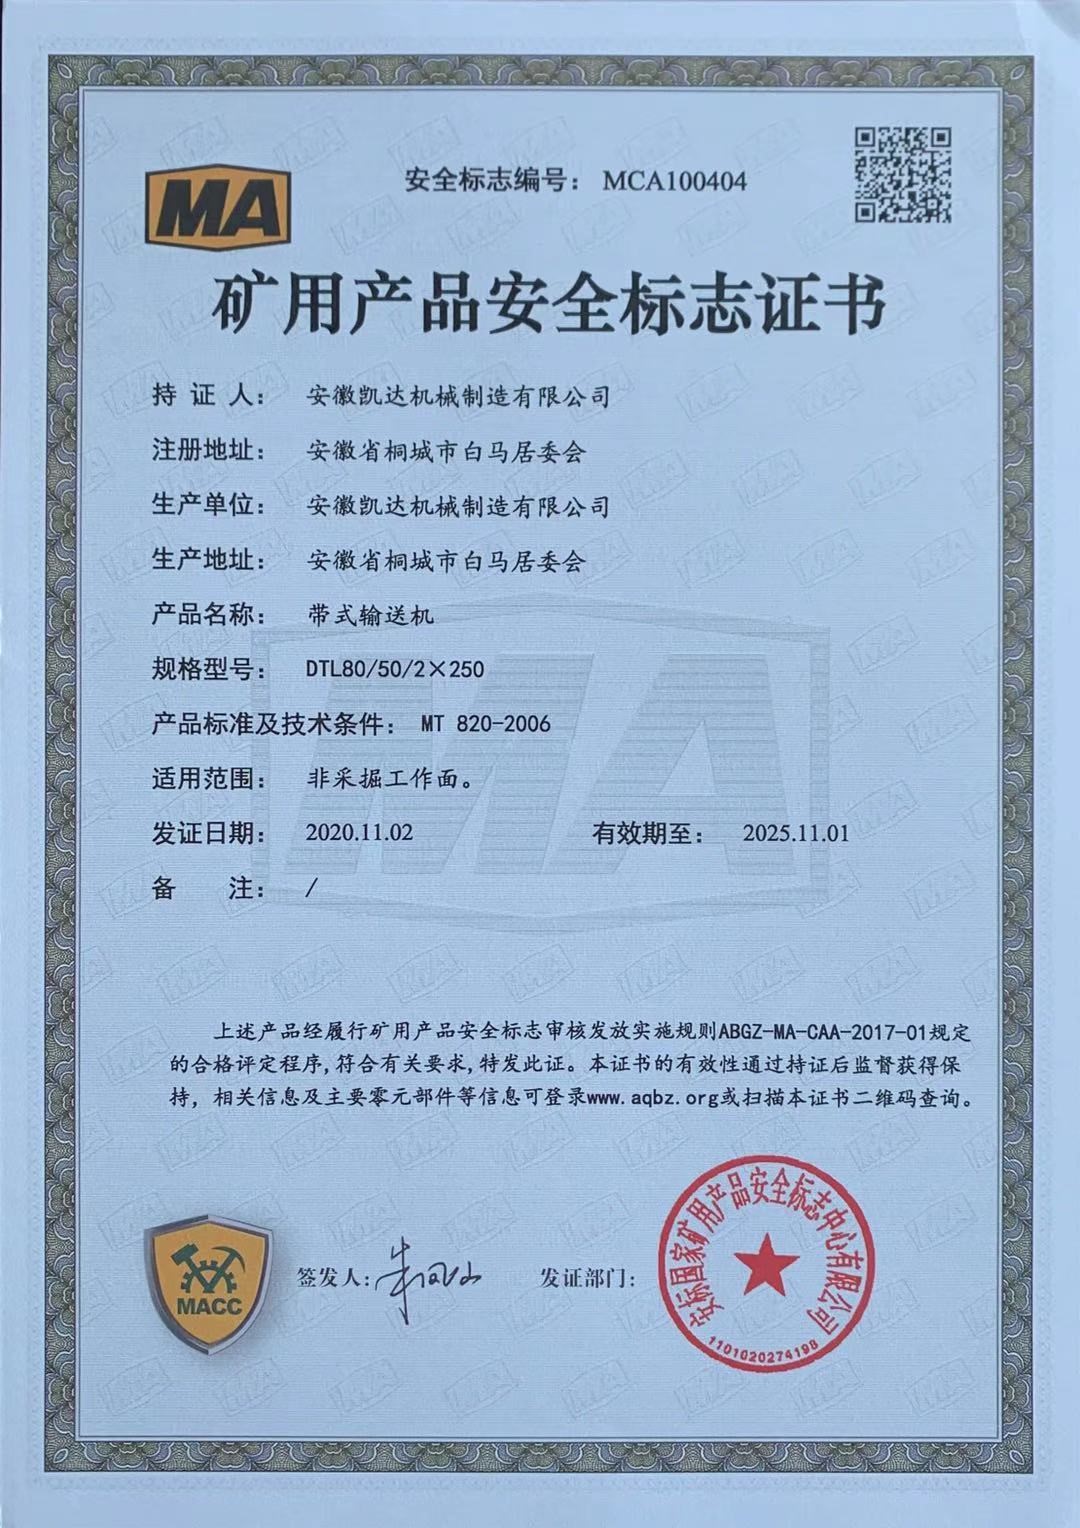 MA
安全标志编号： MCA100404
矿用产品安全标志证书
持 证 人： 安徽凯达机械制造有限公司
注册地址： 安徽省桐城市白马居委会
生产单位： 安徽凯达机械制造有限公司
生产地址： 安徽省桐城市白马居委会
产品名称： 带式输送机
规格型号： DTL80/50/2×250
产品标准及技术条件： MT 820-2006
适用范围： 非采掘工作面。
发证日期： 2020.11.02 有效期至： 2025.11.01
备 注： /
上述产品经履行矿用产品安全标志审核发放实施规则ABGZ-MA-CAA-2017-01规定
的合格评定程序,符合有关要求,特发此证。本证书的有效性通过持证后监督获得保
持，相关信息及主要零元部件等信息可登录www.aqbz.org或扫描本证书二维码查询。
MACC
签发人: 发证部门:
安标国家矿用产品安全标志中心有限公司
1101020274198